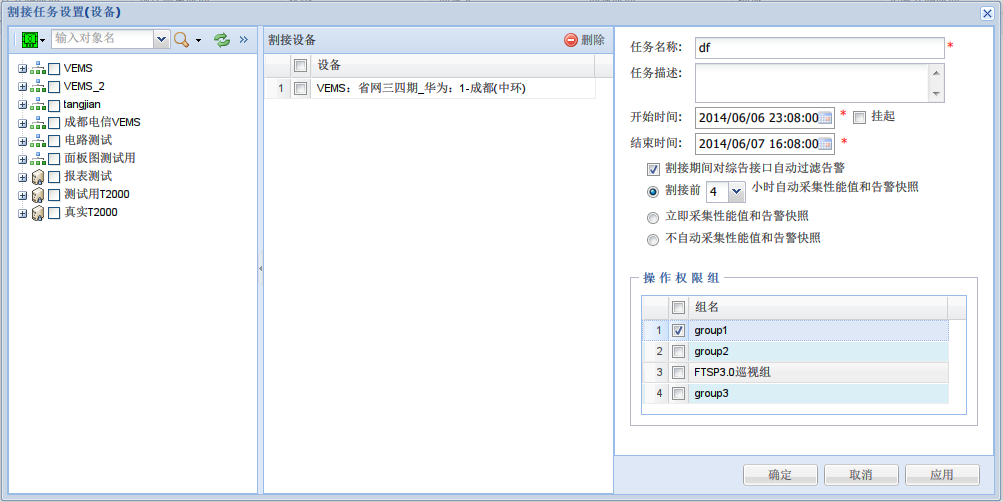 割接任务设置(设备)
输入对象名
VEMS
VEMS_2
tangjian
成都电信VEMS
电路测试
面板图测试用
报表测试
测试用T2000
真实T2000
割接设备
删除
设备
1 VEMS：省网三四期_华为：1-成都(中环)
任务名称: df *
任务描述:
开始时间: 2014/06/06 23:08:00 * 挂起
结束时间: 2014/06/07 16:08:00 *
割接期间对综告接口自动过滤告警
割接前 4 小时自动采集性能值和告警快照
立即采集性能值和告警快照
不自动采集性能值和告警快照
操作权限组
组名
1 group1
2 group2
3 FTSP3.0巡视组
4 group3
确定 取消 应用